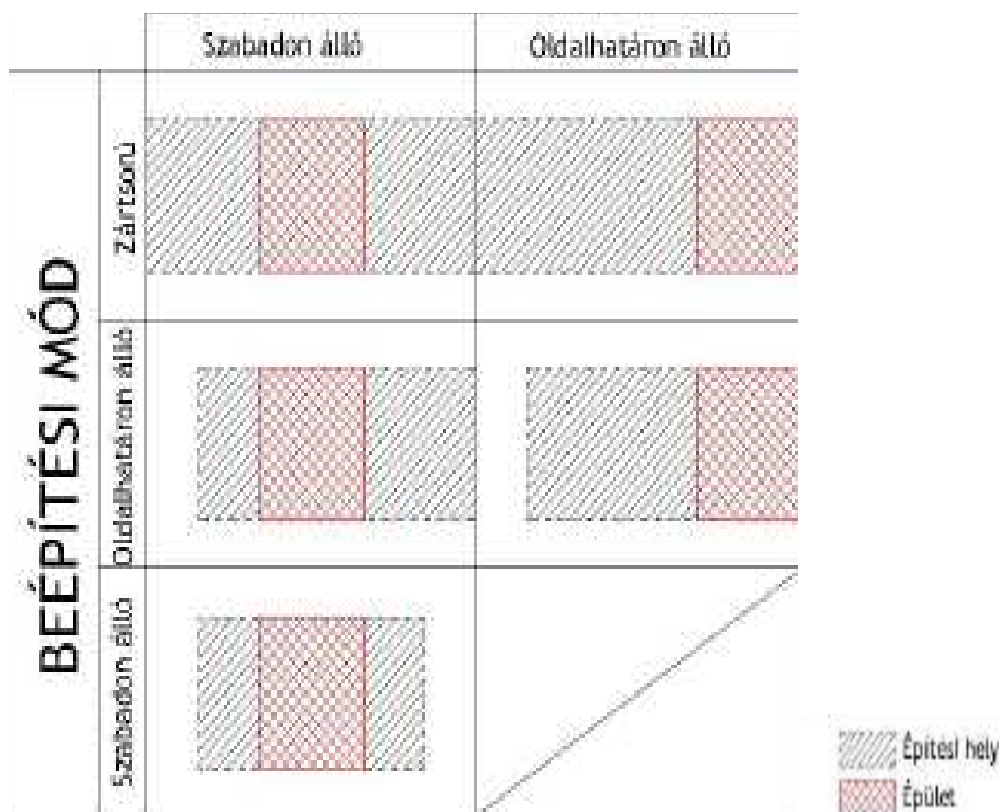 Szabadon álló
Oldalhatáron álló
BEÉPÍTÉSI MÓD
Zártsorú
Oldalhatáron álló
Szabadon álló
Építési hely
Épület